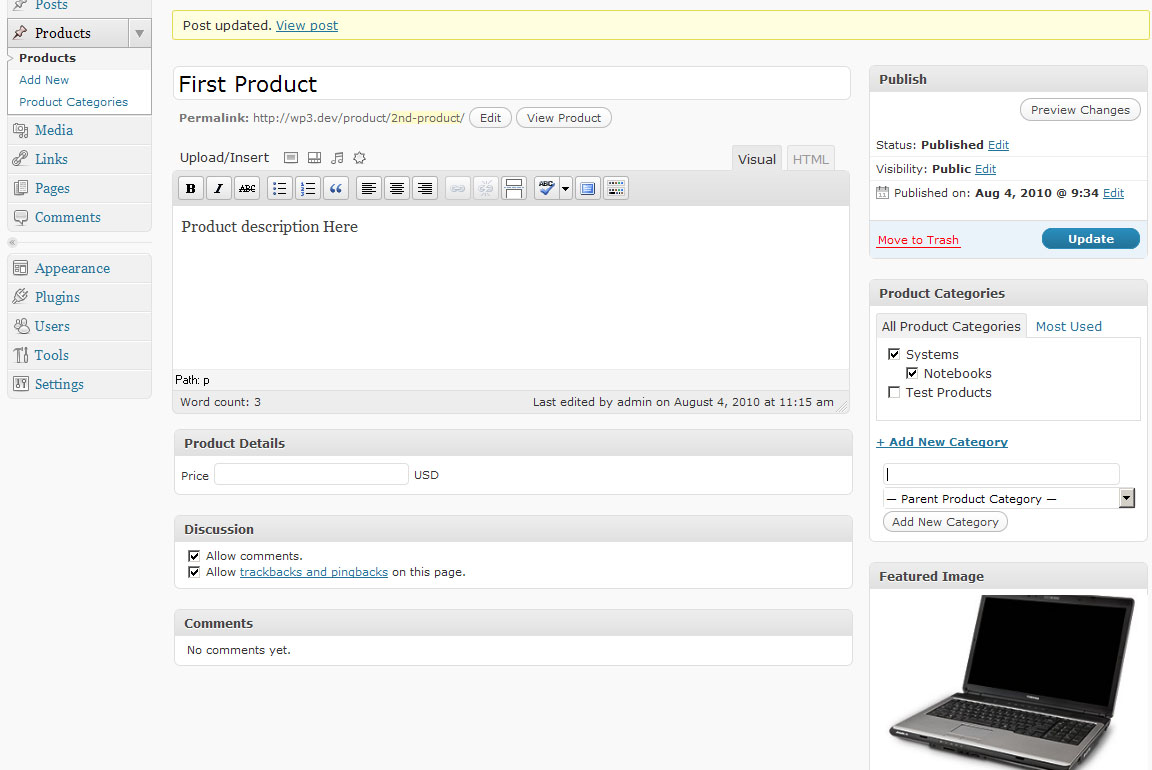 Posts
Products
Products
Add New
Product Categories
Media
Links
Pages
Comments
Appearance
Plugins
Users
Tools
Settings
Post updated. View post
First Product
Permalink: http://wp3.dev/product/2nd-product/ Edit View Product
Upload/Insert Visual HTML
B I ABC ABC
Product description Here
Path: p
Word count: 3 Last edited by admin on August 4, 2010 at 11:15 am
Product Details
Price USD
Discussion
Allow comments.
Allow trackbacks and pingbacks on this page.
Comments
No comments yet.
Publish
Preview Changes
Status: Published Edit
Visibility: Public Edit
Published on: Aug 4, 2010 @ 9:34 Edit
Move to Trash Update
Product Categories
All Product Categories Most Used
Systems
Notebooks
Test Products
+ Add New Category
— Parent Product Category —
Add New Category
Featured Image